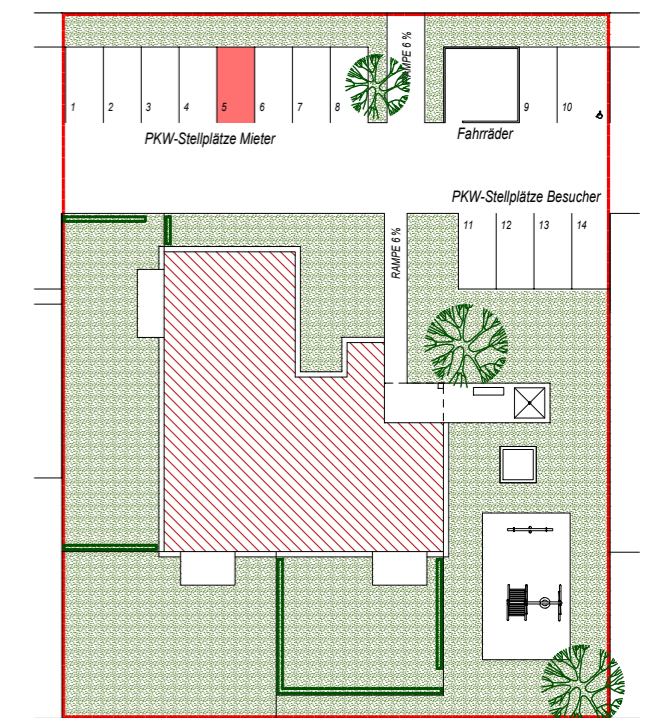 RAMPE 6 %
1 2 3 4 5 6 7 8 9 10
PKW-Stellplätze Mieter
Fahrräder
PKW-Stellplätze Besucher
11 12 13 14
RAMPE 6 %